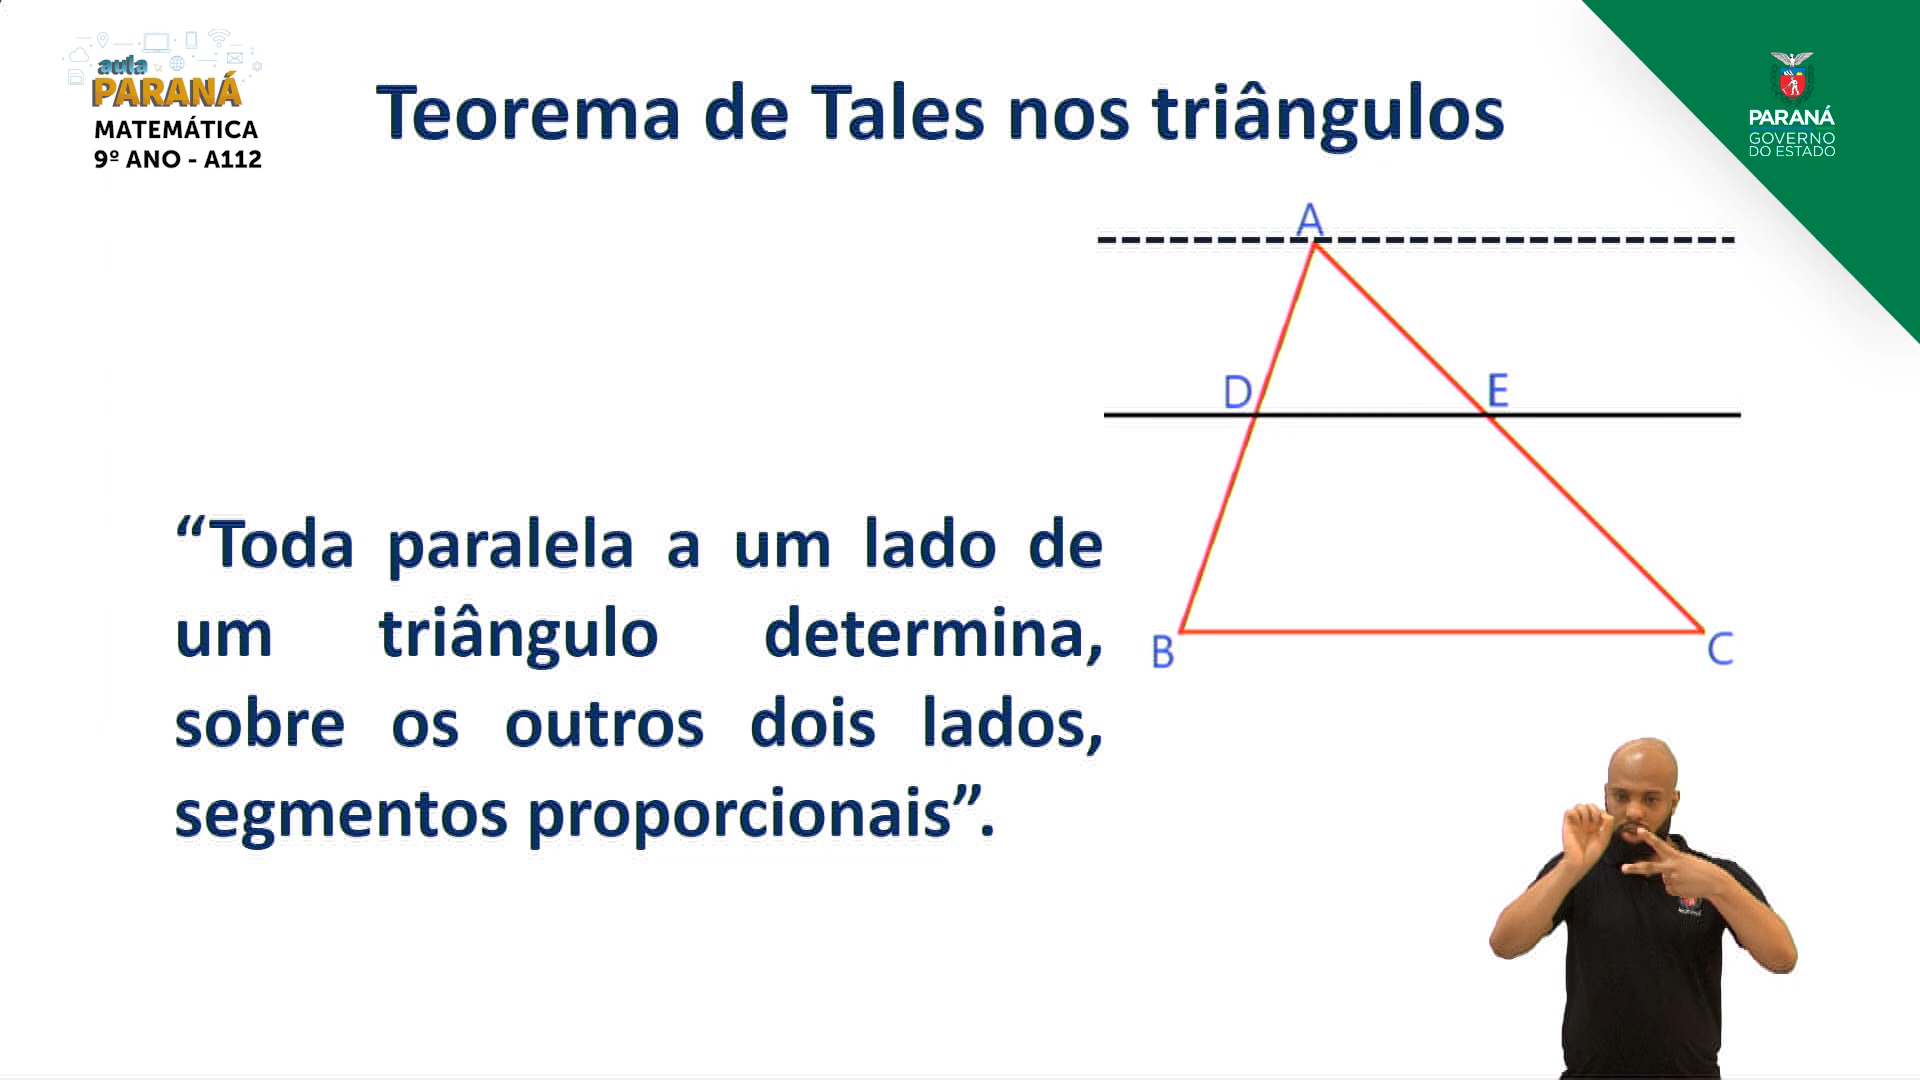 aula
PARANÁ
MATEMÁTICA
9º ANO - A112
Teorema de Tales nos triângulos
PARANÁ
GOVERNO
DO ESTADO
A
D
E
B
C
“Toda paralela a um lado de
um triângulo determina,
sobre os outros dois lados,
segmentos proporcionais”.